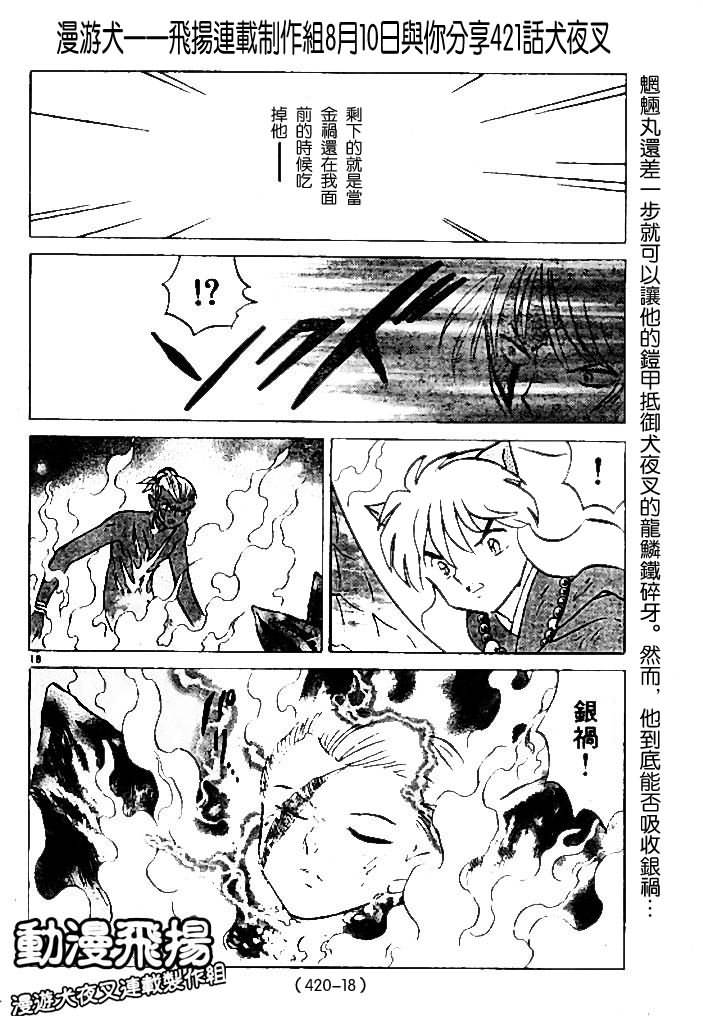 漫游犬——飛揚連載制作組8月10日與你分享421話犬夜叉
魍魎丸還差一步就可以讓他的鎧甲抵御犬夜叉的龍鱗鐵碎牙。然而，他到底能否吸收銀禍…
剩下的就是當
金禍還在我面
前的時候吃
掉他——
!?
ソクズ
!
18
銀禍！
動漫飛揚
漫遊犬夜叉連載製作組
(420-18)